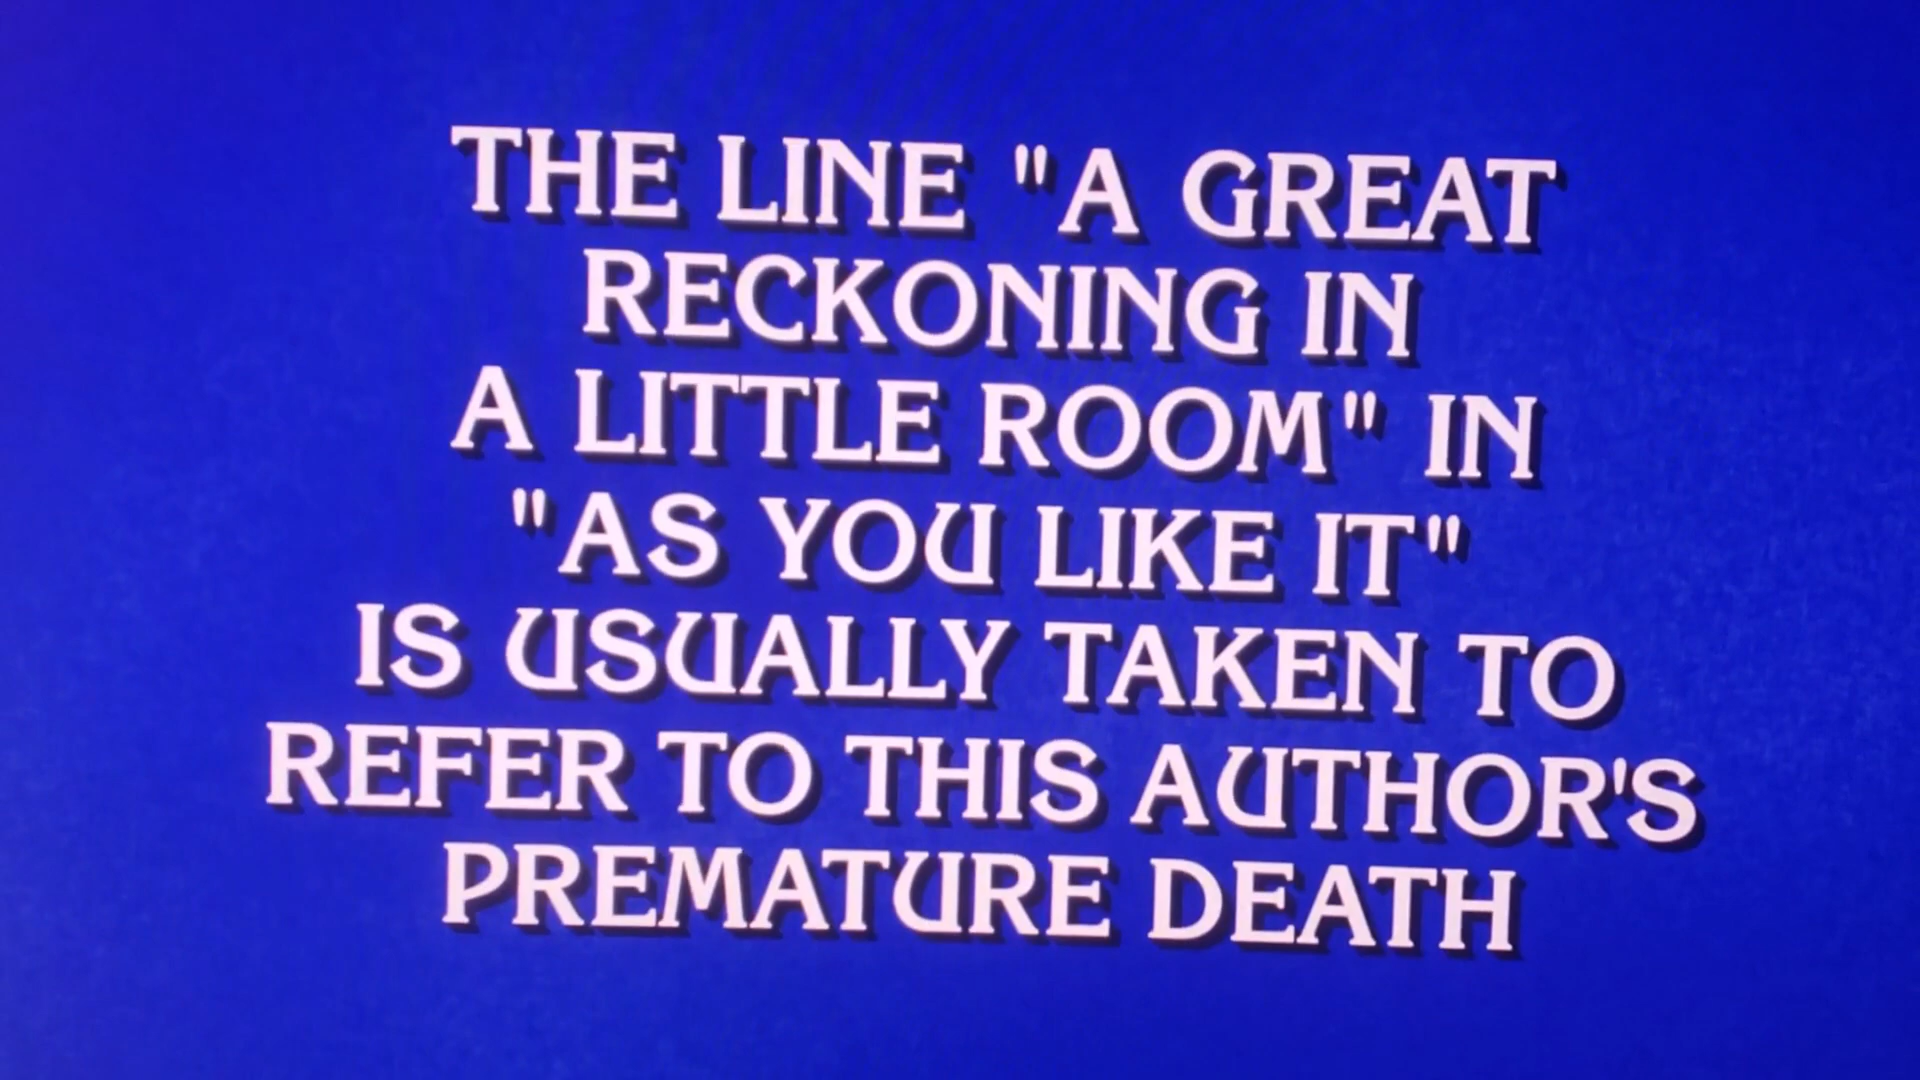 THE LINE "A GREAT
RECKONING IN
A LITTLE ROOM" IN
"AS YOU LIKE IT"
IS USUALLY TAKEN TO
REFER TO THIS AUTHOR'S
PREMATURE DEATH